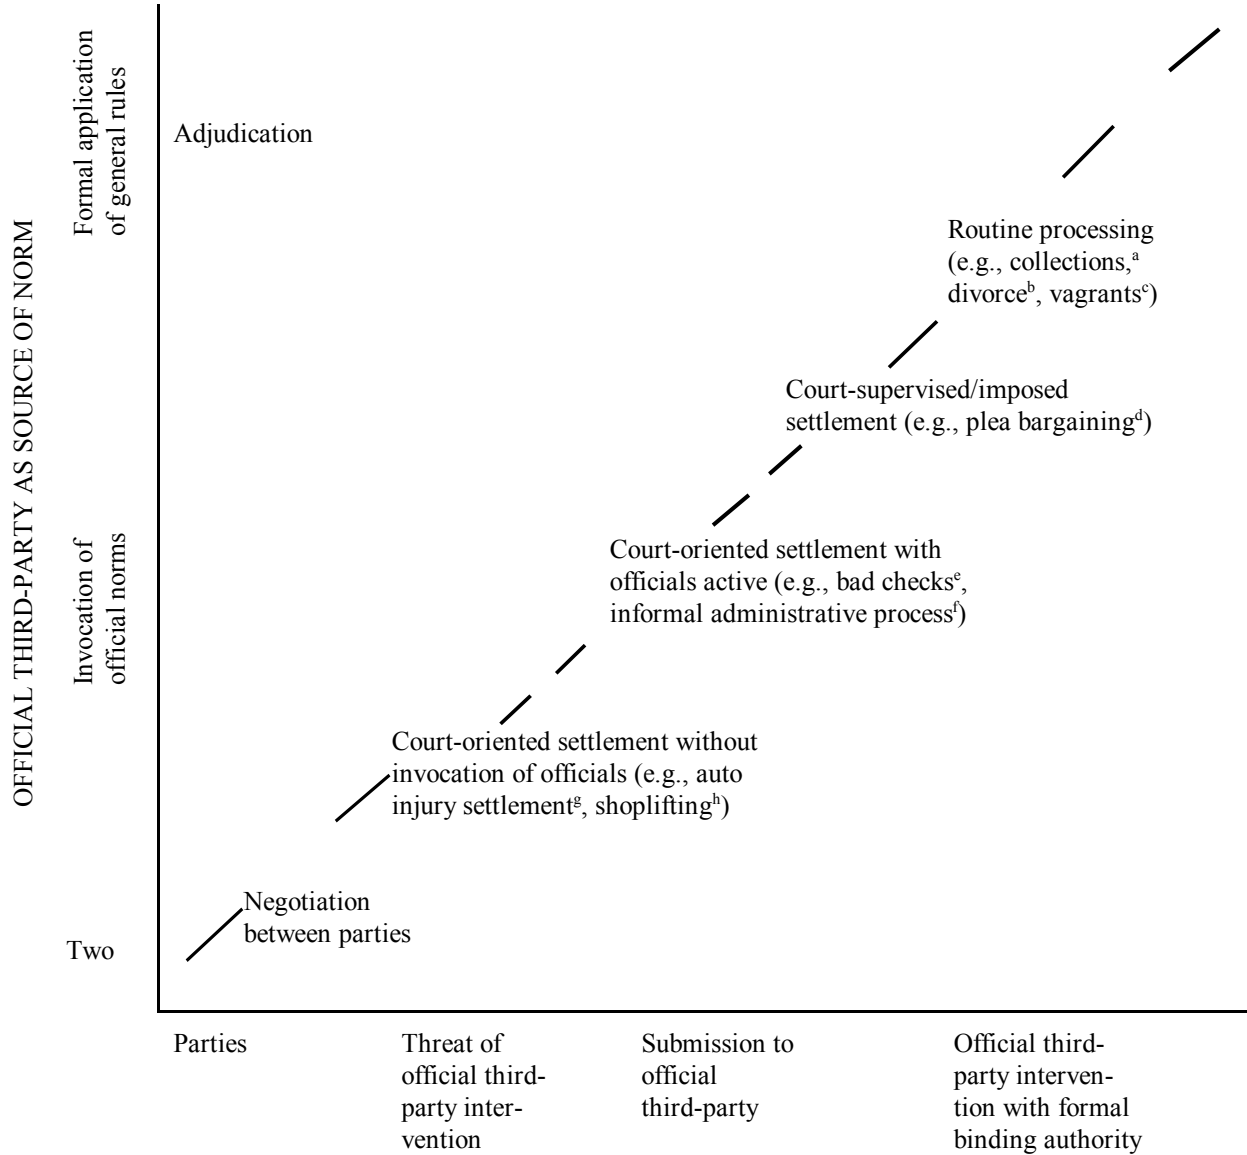 OFFICIAL THIRD-PARTY AS SOURCE OF NORM
Formal application
of general rules
Invocation of
official norms
Two
Adjudication
Routine processing
(e.g., collections,ᵃ
divorceᵇ, vagrantsᶜ)
Court-supervised/imposed
settlement (e.g., plea bargainingᵈ)
Court-oriented settlement with
officials active (e.g., bad checksᵉ,
informal administrative processᶠ)
Court-oriented settlement without
invocation of officials (e.g., auto
injury settlementᵍ, shopliftingʰ)
Negotiation
between parties
Parties
Threat of
official third-
party inter-
vention
Submission to
official
third-party
Official third-
party interven-
tion with formal
binding authority